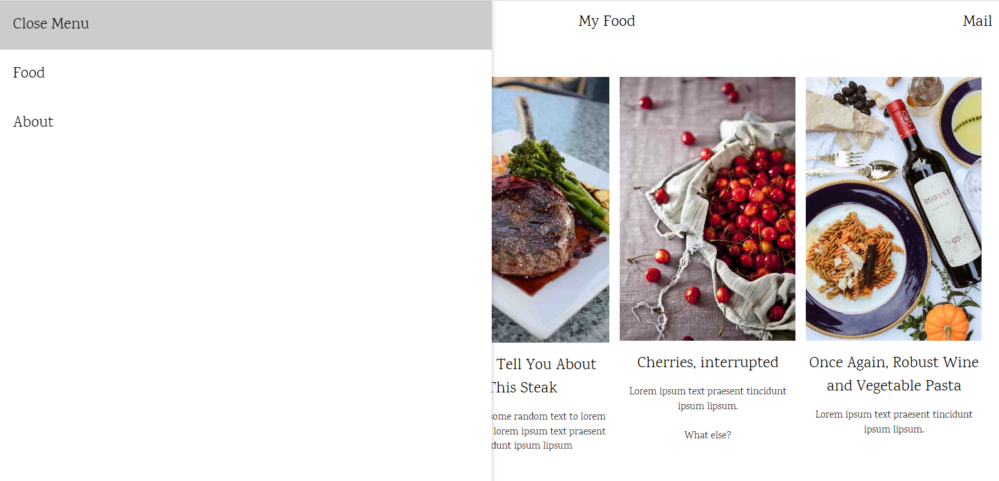 Close Menu
Food
About
My Food
Mail
Tell You About
This Steak
some random text to lorem
lorem ipsum text praesent
dunt ipsum lipsum
Cherries, interrupted
Lorem ipsum text praesent tincidunt
ipsum lipsum.
What else?
ROBUST
Once Again, Robust Wine
and Vegetable Pasta
Lorem ipsum text praesent tincidunt
ipsum lipsum.